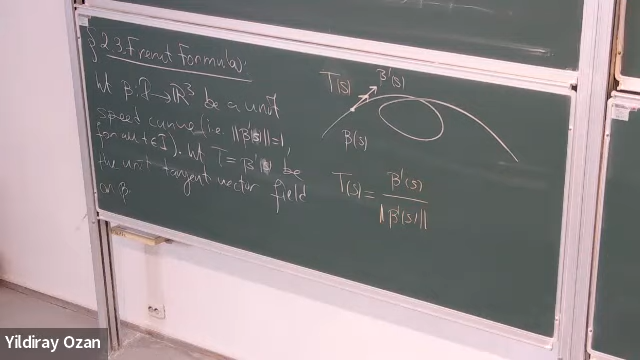 § 2.3. Frenet Formulas:
Let β: I → R³ be a unit
speed curve (i.e. ||β'(s)||=1,
for all t ∈ I). Let T = β' be
the unit tangent vector field
on β.
T(s) β'(s)
β(s)
T(s) = β'(s) / ||β'(s)||
Yildiray Ozan